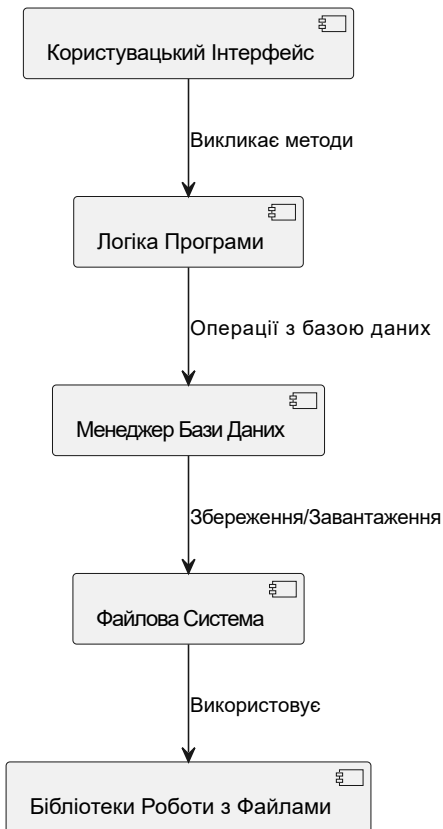 Користувацький Інтерфейс
Викликає методи
Логіка Програми
Операції з базою даних
Менеджер Бази Даних
Збереження/Завантаження
Файлова Система
Використовує
Бібліотеки Роботи з Файлами